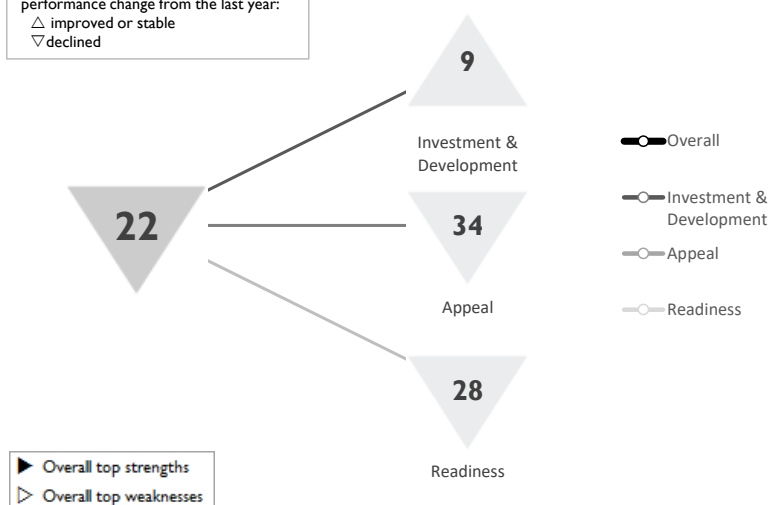 performance change from the last year:
△ improved or stable
▽ declined
9
Investment &
Development
22
34
Appeal
28
Readiness
Overall
Investment &
Development
Appeal
Readiness
▶ Overall top strengths
▷ Overall top weaknesses